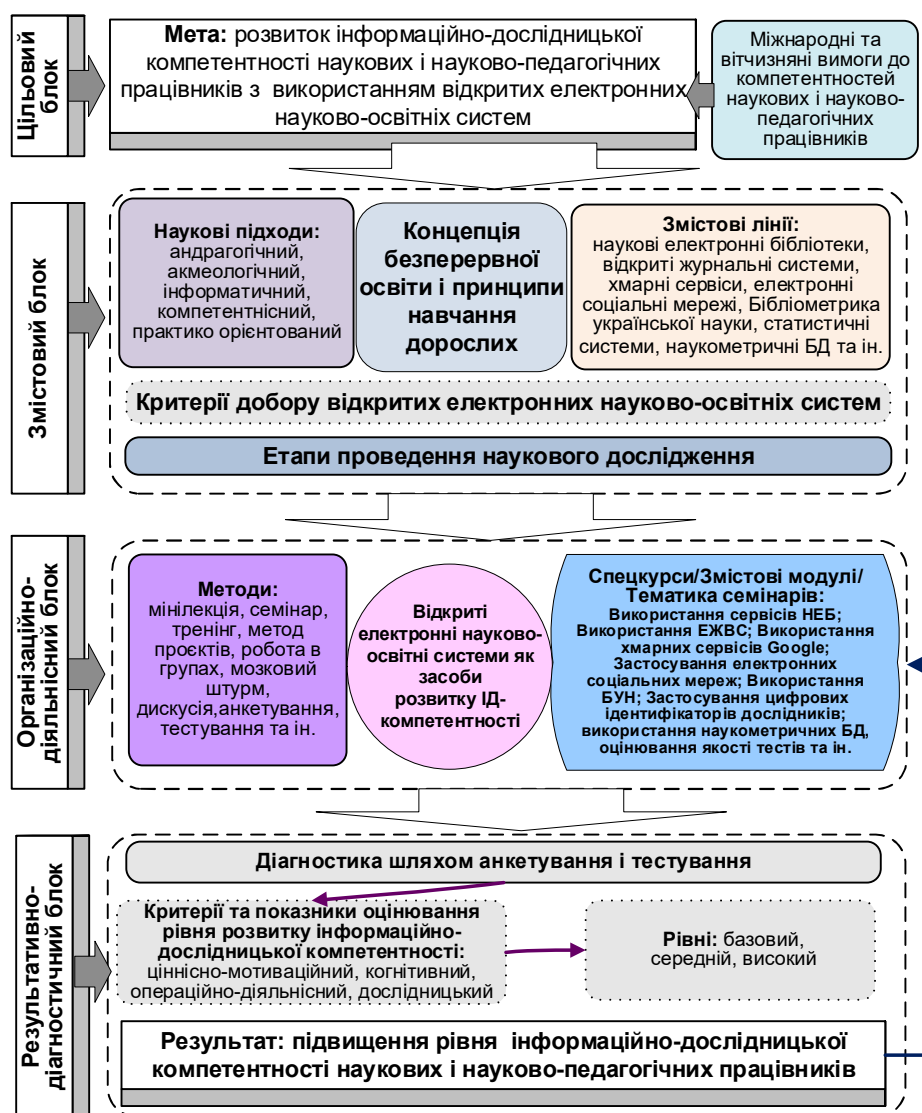 Цільовий
блок
Мета: розвиток інформаційно-дослідницької
компетентності наукових і науково-педагогічних
працівників з використанням відкритих електронних
науково-освітніх систем
Міжнародні та
вітчизняні вимоги до
компетентностей
наукових і науково-
педагогічних
працівників
Змістовий блок
Наукові підходи:
андрагогічний,
акмеологічний,
інформатичний,
компетентнісний,
практико орієнтований
Концепція
безперервної
освіти і принципи
навчання
дорослих
Змістові лінії:
наукові електронні бібліотеки,
відкриті журнальні системи,
хмарні сервіси, електронні
соціальні мережі, Бібліометрика
української науки, статистичні
системи, наукометричні БД та ін.
Критерії добору відкритих електронних науково-освітніх систем
Етапи проведення наукового дослідження
Організаційно-
діяльнісний блок
Методи:
мінілекція, семінар,
тренінг, метод
проєктів, робота в
групах, мозковий
штурм,
дискусія,анкетування,
тестування та ін.
Відкриті
електронні науково-
освітні системи як
засоби
розвитку ІД-
компетентності
Спецкурси/Змістові модулі/
Тематика семінарів:
Використання сервісів НЕБ;
Використання ЕЖВС; Використання
хмарних сервісів Google;
Застосування електронних
соціальних мереж; Використання
БУН; Застосування цифрових
ідентифікаторів дослідників;
використання наукометричних БД,
оцінювання якості тестів та ін.
Результативно-
діагностичний блок
Діагностика шляхом анкетування і тестування
Критерії та показники оцінювання
рівня розвитку інформаційно-
дослідницької компетентності:
ціннісно-мотиваційний, когнітивний,
операційно-діяльнісний, дослідницький
Рівні: базовий,
середній, високий
Результат: підвищення рівня інформаційно-дослідницької
компетентності наукових і науково-педагогічних працівників